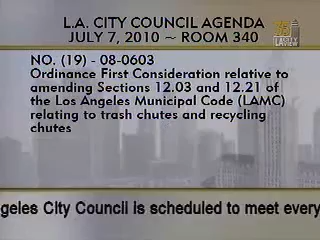 L.A. CITY COUNCIL AGENDA
JULY 7, 2010 ~ ROOM 340
NO. (19) - 08-0603
Ordinance First Consideration relative to
amending Sections 12.03 and 12.21 of
the Los Angeles Municipal Code (LAMC)
relating to trash chutes and recycling
chutes
geles City Council is scheduled to meet every